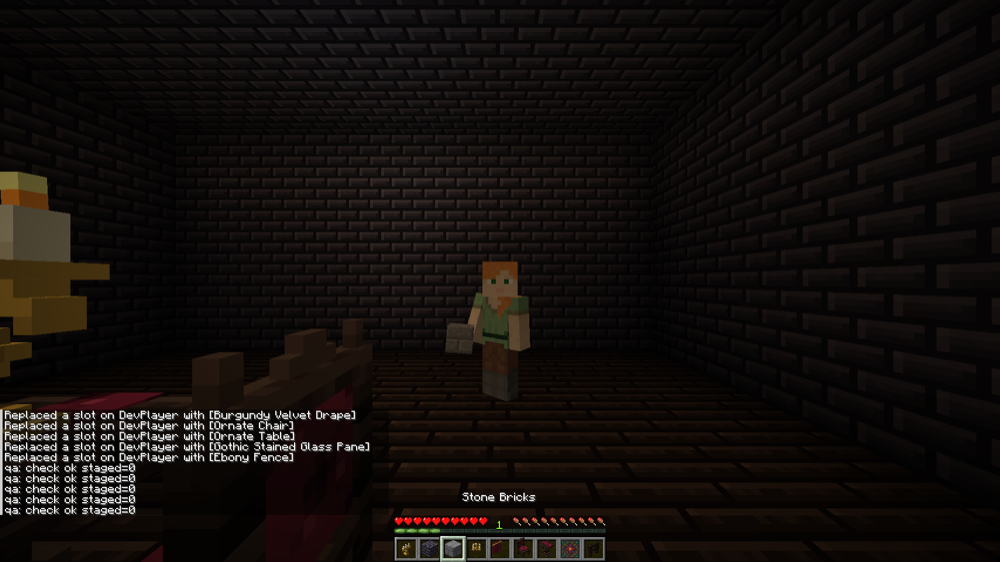 Replaced a slot on DevPlayer with [Burgundy Velvet Drape]
Replaced a slot on DevPlayer with [Ornate Chair]
Replaced a slot on DevPlayer with [Ornate Table]
Replaced a slot on DevPlayer with [Gothic Stained Glass Pane]
Replaced a slot on DevPlayer with [Ebony Fence]
qa: check ok staged=0
qa: check ok staged=0
qa: check ok staged=0
qa: check ok staged=0
qa: check ok staged=0
Stone Bricks
1